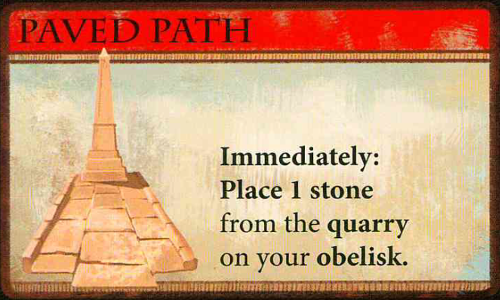 PAVED PATH
Immediately:
Place 1 stone
from the quarry
on your obelisk.